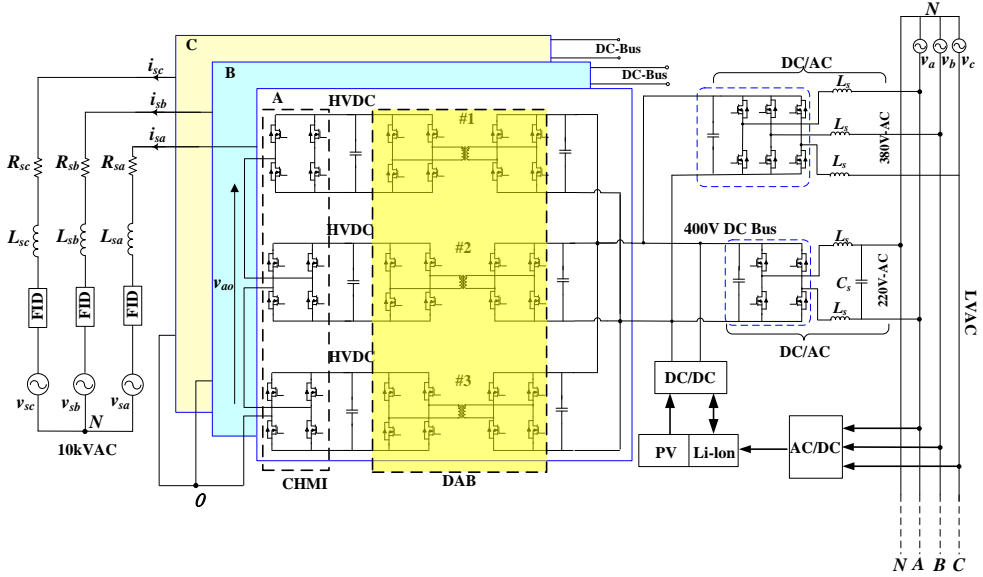 N
C
DC-Bus
v_a
v_b
v_c
i_sc
B
DC-Bus
DC/AC
L_s
i_sb
A
HVDC
#1
L_s
380V-AC
i_sa
R_sc
R_sb
R_sa
L_s
L_sc
L_sb
L_sa
HVDC
#2
400V DC Bus
L_s
v_ao
C_s
220V-AC
FID
FID
FID
L_s
LVAC
HVDC
#3
DC/AC
DC/DC
v_sc
v_sb
v_sa
N
10kVAC
PV
Li-Ion
AC/DC
CHMI
DAB
O
N
A
B
C